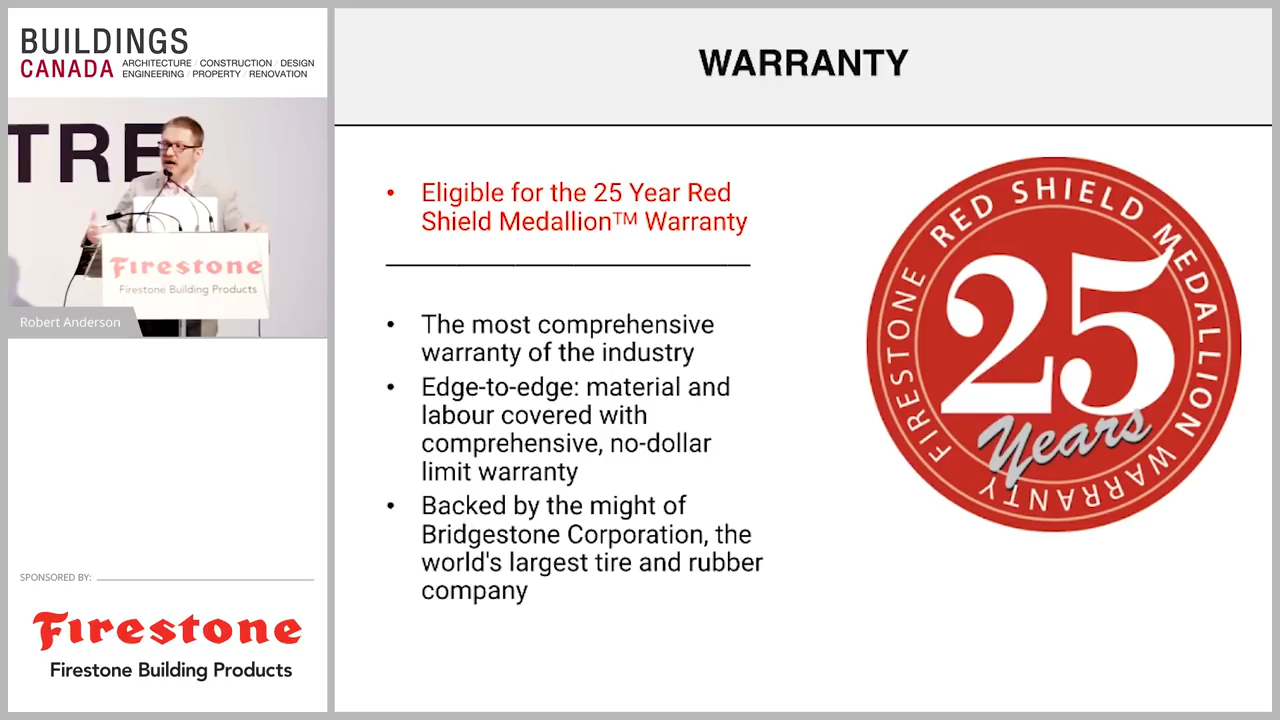 BUILDINGS
CANADA
ARCHITECTURE / CONSTRUCTION / DESIGN
ENGINEERING / PROPERTY / RENOVATION
TRE
Firestone
Firestone Building Products
Robert Anderson
SPONSORED BY:
Firestone
Firestone Building Products
WARRANTY
• Eligible for the 25 Year Red
Shield Medallion™ Warranty
• The most comprehensive
warranty of the industry
• Edge-to-edge: material and
labour covered with
comprehensive, no-dollar
limit warranty
• Backed by the might of
Bridgestone Corporation, the
world's largest tire and rubber
company
FIRESTONE RED SHIELD MEDALLION WARRANTY
25
Years